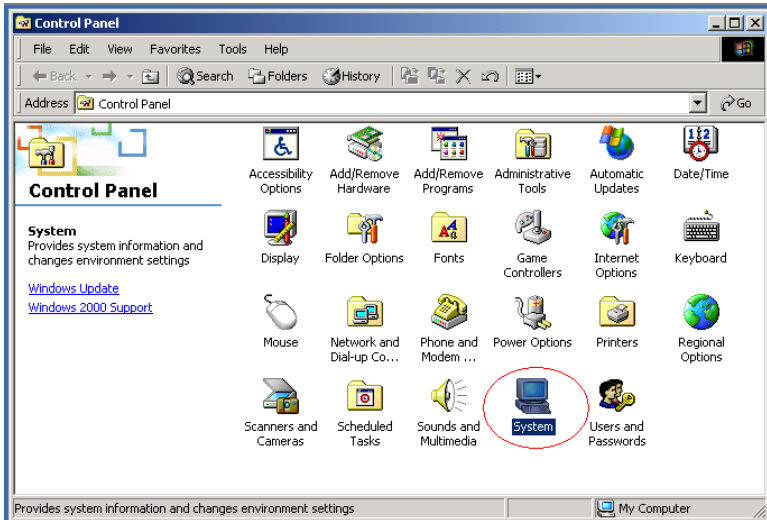 Control Panel
File Edit View Favorites Tools Help
Back Search Folders History
Address Control Panel Go
Control Panel
System
Provides system information and
changes environment settings
Windows Update
Windows 2000 Support
Accessibility
Options
Add/Remove
Hardware
Add/Remove
Programs
Administrative
Tools
Automatic
Updates
Date/Time
Display
Folder Options
Fonts
Game
Controllers
Internet
Options
Keyboard
Mouse
Network and
Dial-up Co...
Phone and
Modem ...
Power Options
Printers
Regional
Options
Scanners and
Cameras
Scheduled
Tasks
Sounds and
Multimedia
System
Users and
Passwords
Provides system information and changes environment settings
My Computer